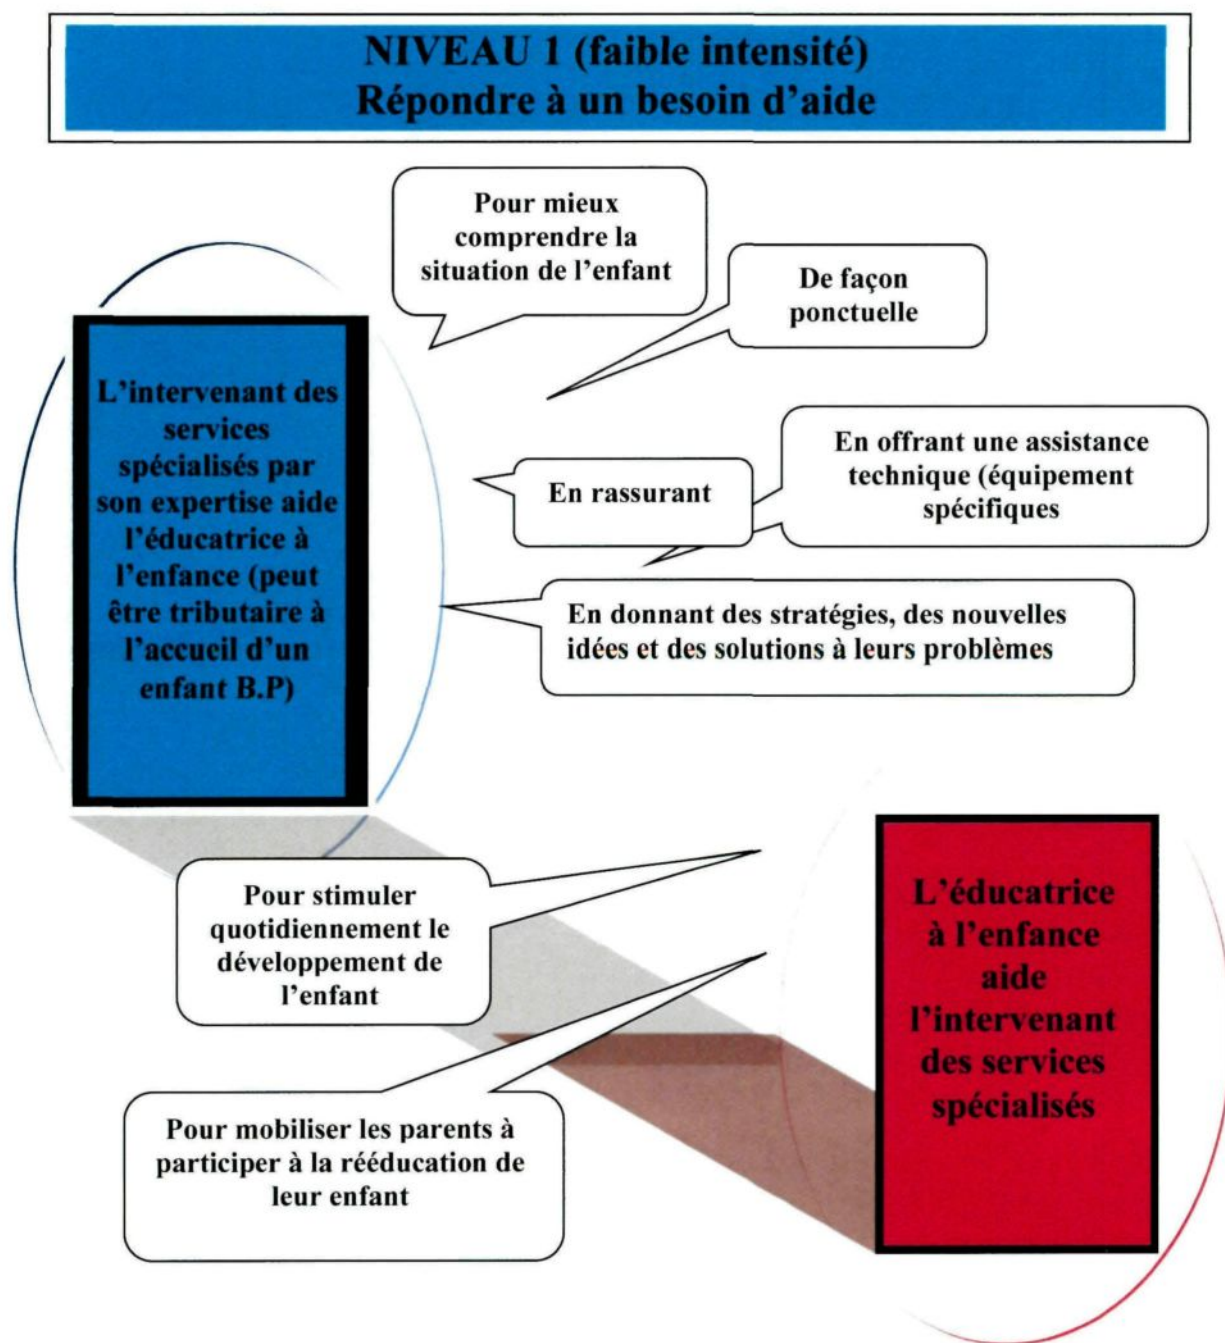 NIVEAU 1 (faible intensité)
Répondre à un besoin d'aide
Pour mieux
comprendre la
situation de l'enfant
De façon
ponctuelle
L'intervenant des
services
spécialisés par
son expertise aide
l'éducatrice à
l'enfance (peut
être tributaire à
l'accueil d'un
enfant B.P)
En offrant une assistance
technique (équipement
spécifiques
En rassurant
En donnant des stratégies, des nouvelles
idées et des solutions à leurs problèmes
Pour stimuler
quotidiennement le
développement de
l'enfant
L'éducatrice
à l'enfance
aide
l'intervenant
des services
spécialisés
Pour mobiliser les parents à
participer à la rééducation de
leur enfant